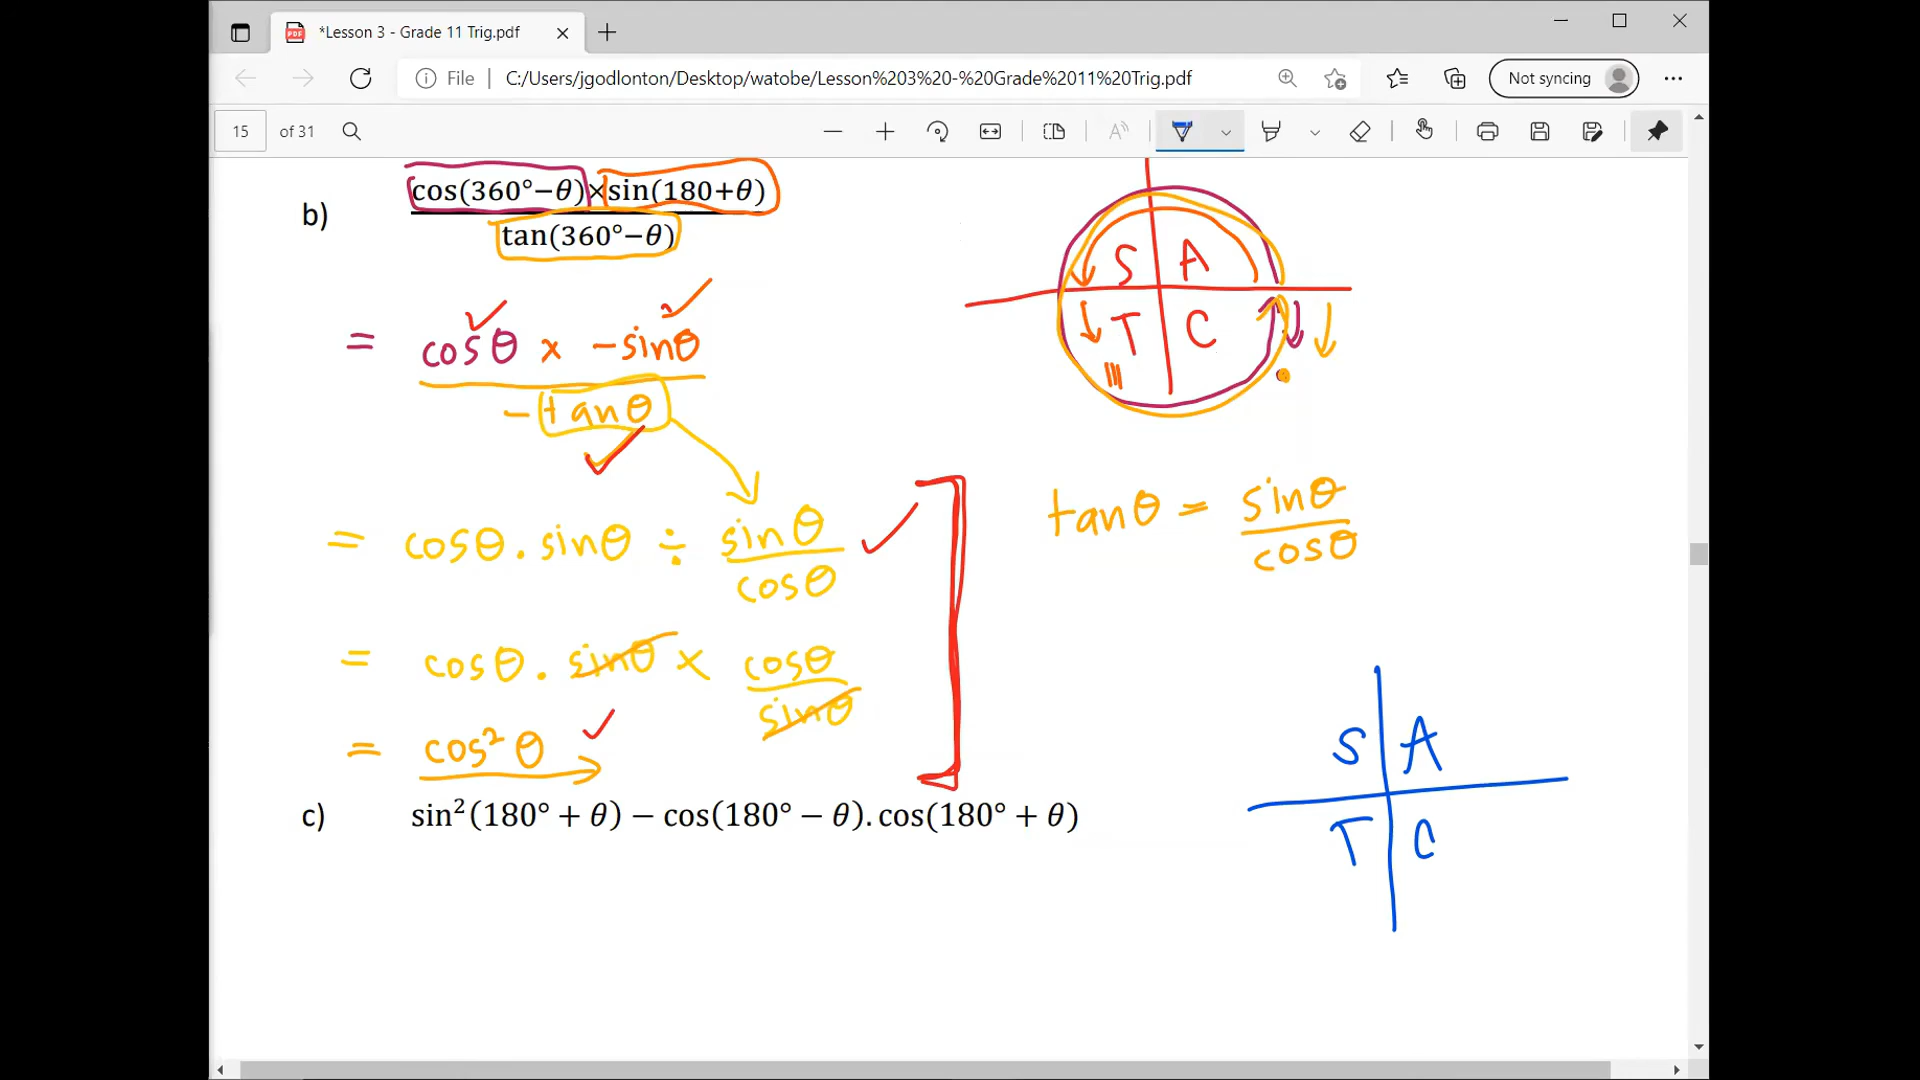 *Lesson 3 - Grade 11 Trig.pdf
File | C:/Users/jgodlonton/Desktop/watobe/Lesson%203%20-%20Grade%2011%20Trig.pdf
Not syncing
15 of 31
b) cos(360°−θ)×sin(180+θ)
tan(360°−θ)
S A
T C
III
= cosθ x −sinθ
− tanθ
tanθ = sinθ
cosθ
= cosθ . sinθ ÷ sinθ
cosθ
= cosθ . sinθ x cosθ
sinθ
= cos² θ
S A
T C
c) sin²(180° + θ) − cos(180° − θ). cos(180° + θ)